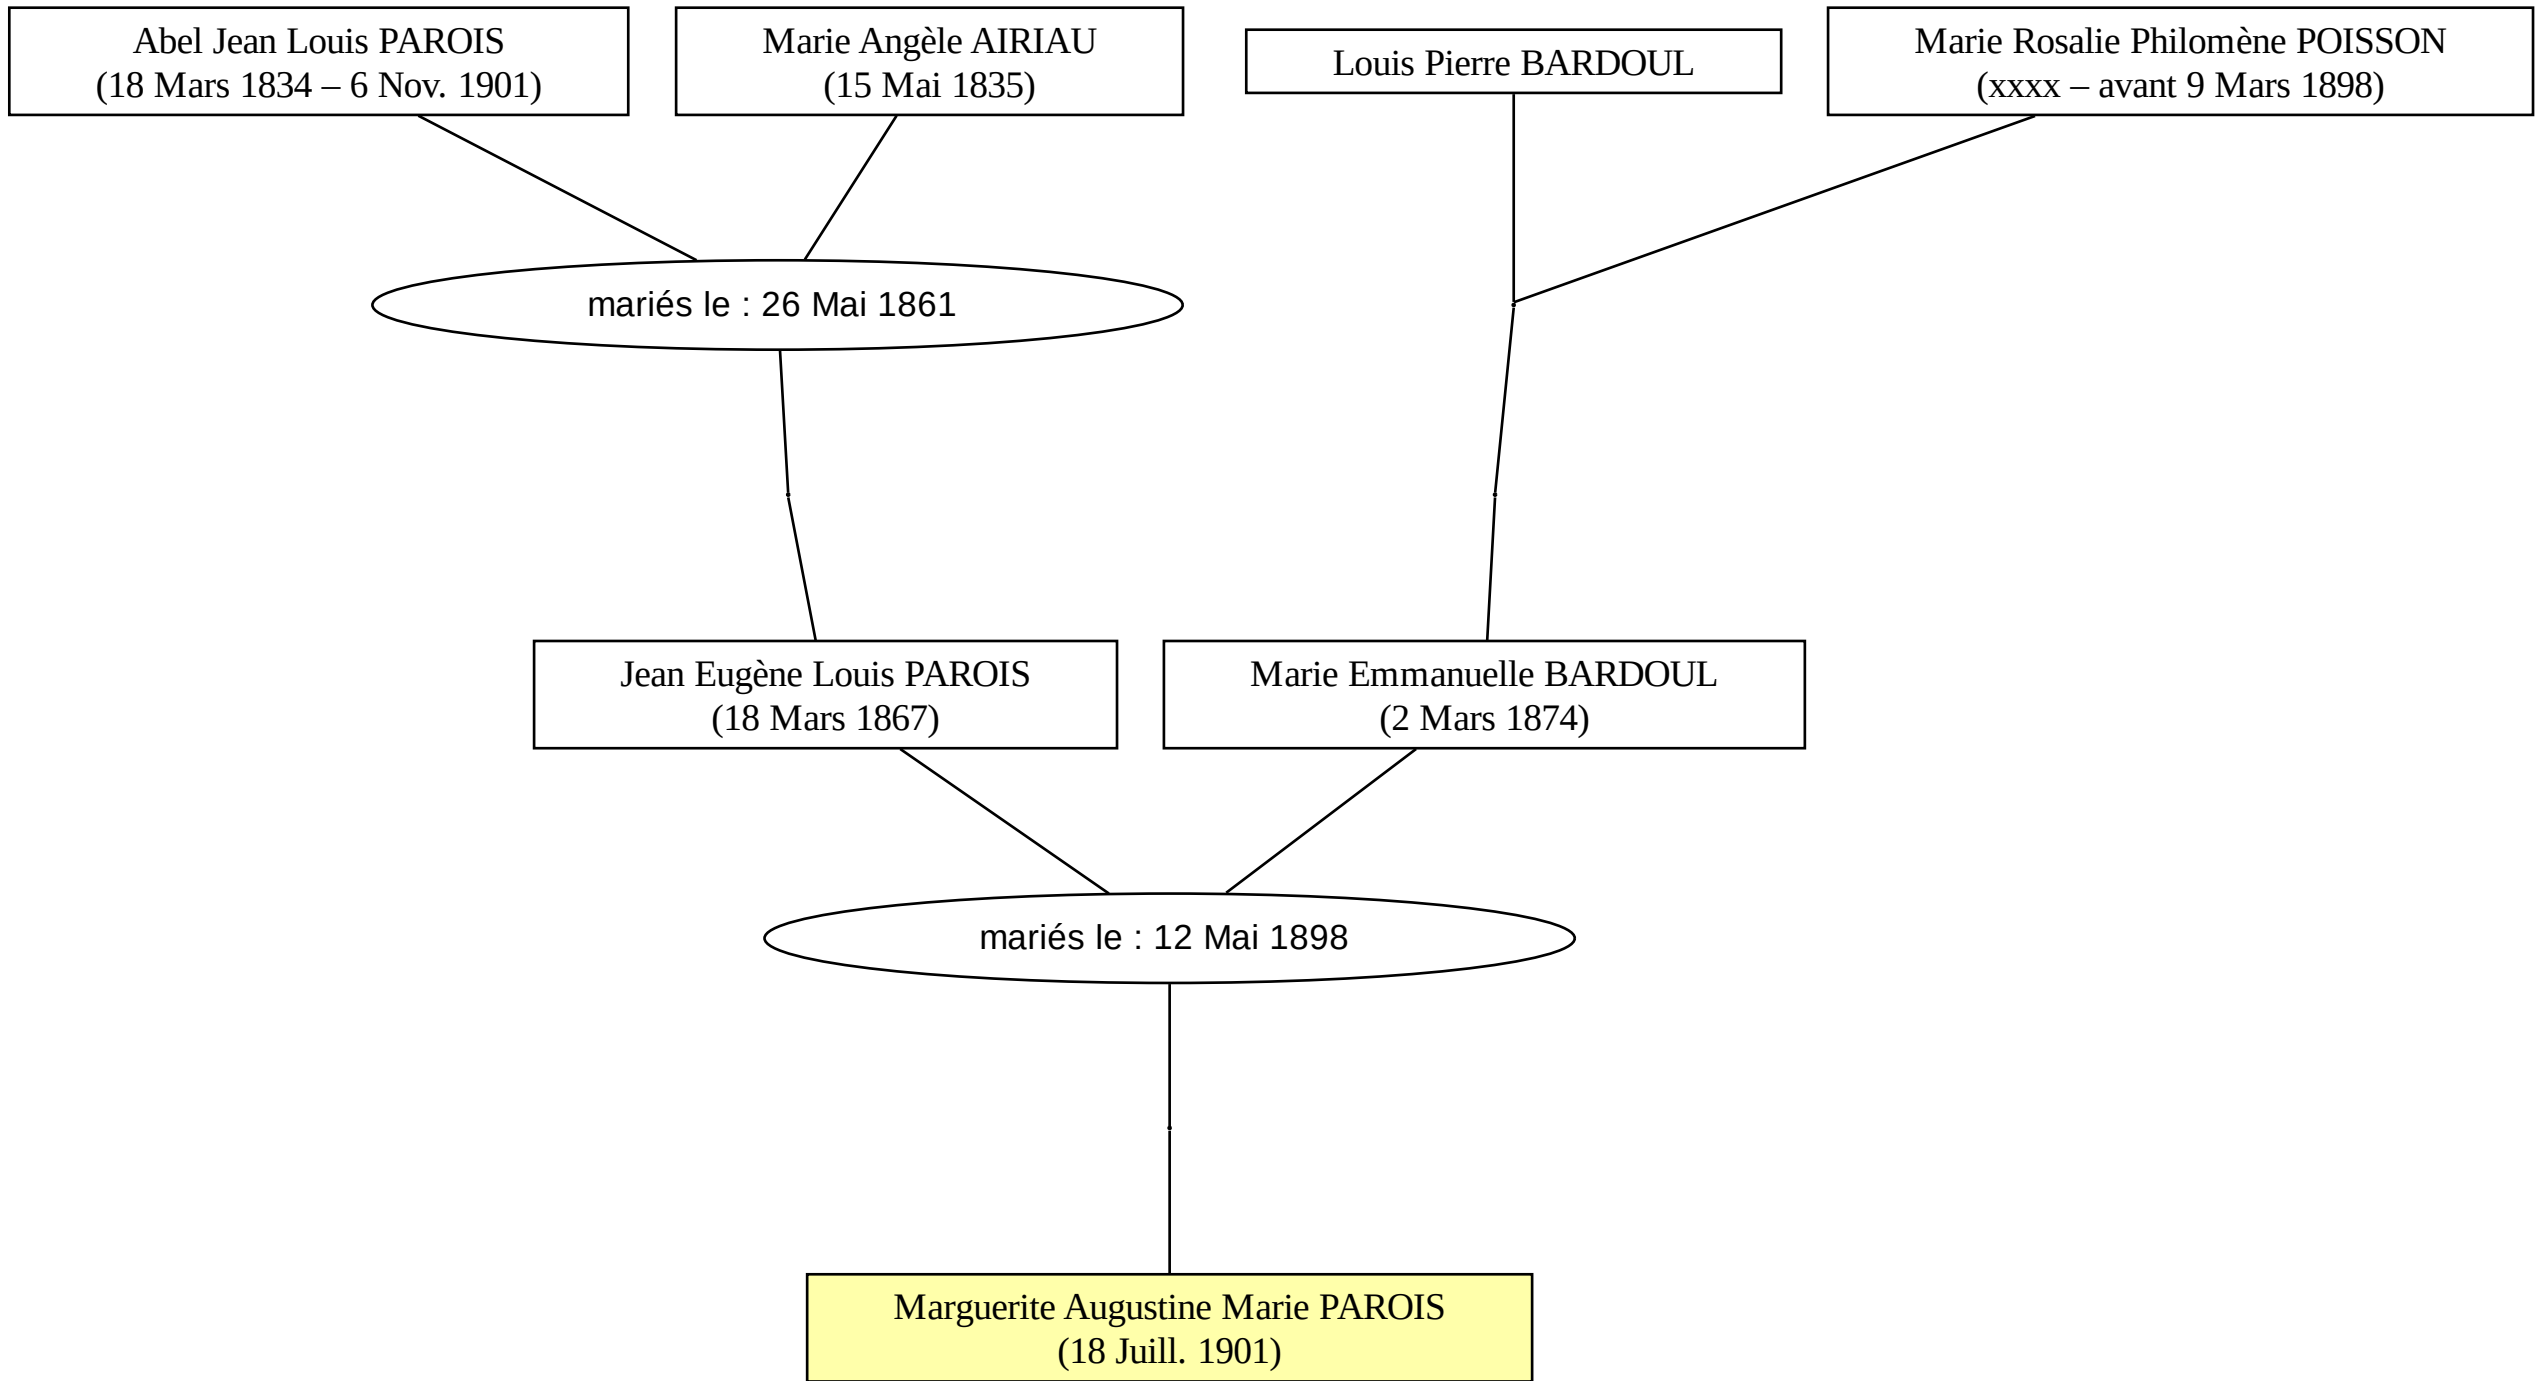 Abel Jean Louis PAROIS
(18 Mars 1834 – 6 Nov. 1901)
Marie Angèle AIRIAU
(15 Mai 1835)
Louis Pierre BARDOUL
Marie Rosalie Philomène POISSON
(xxxx – avant 9 Mars 1898)
mariés le : 26 Mai 1861
Jean Eugène Louis PAROIS
(18 Mars 1867)
Marie Emmanuelle BARDOUL
(2 Mars 1874)
mariés le : 12 Mai 1898
Marguerite Augustine Marie PAROIS
(18 Juill. 1901)